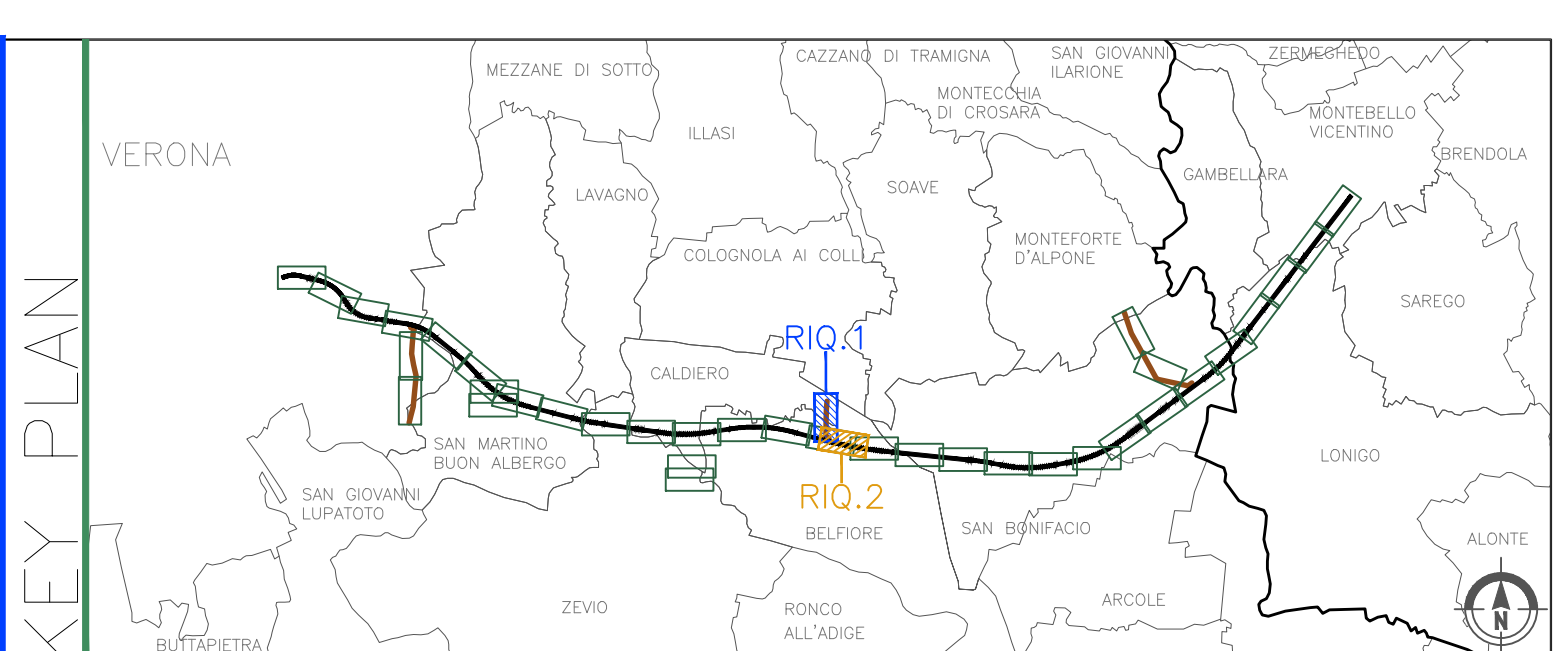 KEY PLAN
MEZZANE DI SOTTO
CAZZANO DI TRAMIGNA
SAN GIOVANNI
ILARIONE
ZERMEGHEDO
MONTECCHIA
DI CROSARA
MONTEBELLO
VICENTINO
ILLASI
VERONA
BRENDOLA
GAMBELLARA
LAVAGNO
SOAVE
MONTEFORTE
D'ALPONE
COLOGNOLA AI COLLI
SAREGO
RIQ.1
CALDIERO
SAN MARTINO
BUON ALBERGO
LONIGO
SAN GIOVANNI
LUPATOTO
RIQ.2
BELFIORE
SAN BONIFACIO
ALONTE
ZEVIO
RONCO
ALL'ADIGE
ARCOLE
N
BUTTAPIETRA